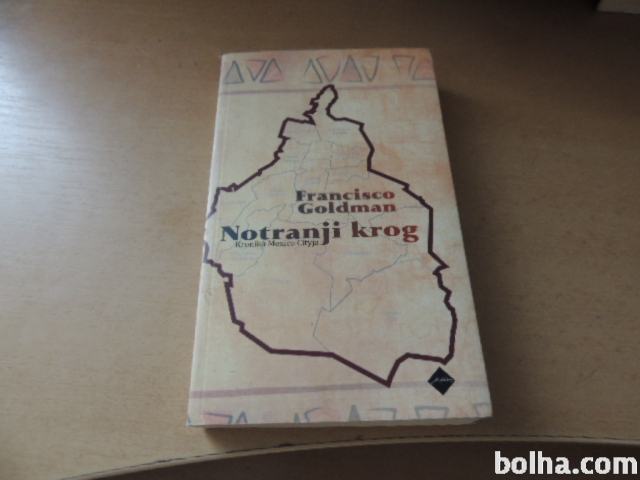 Francisco
Goldman
Notranji krog
Kronika Mexico Cityja
bolha.com